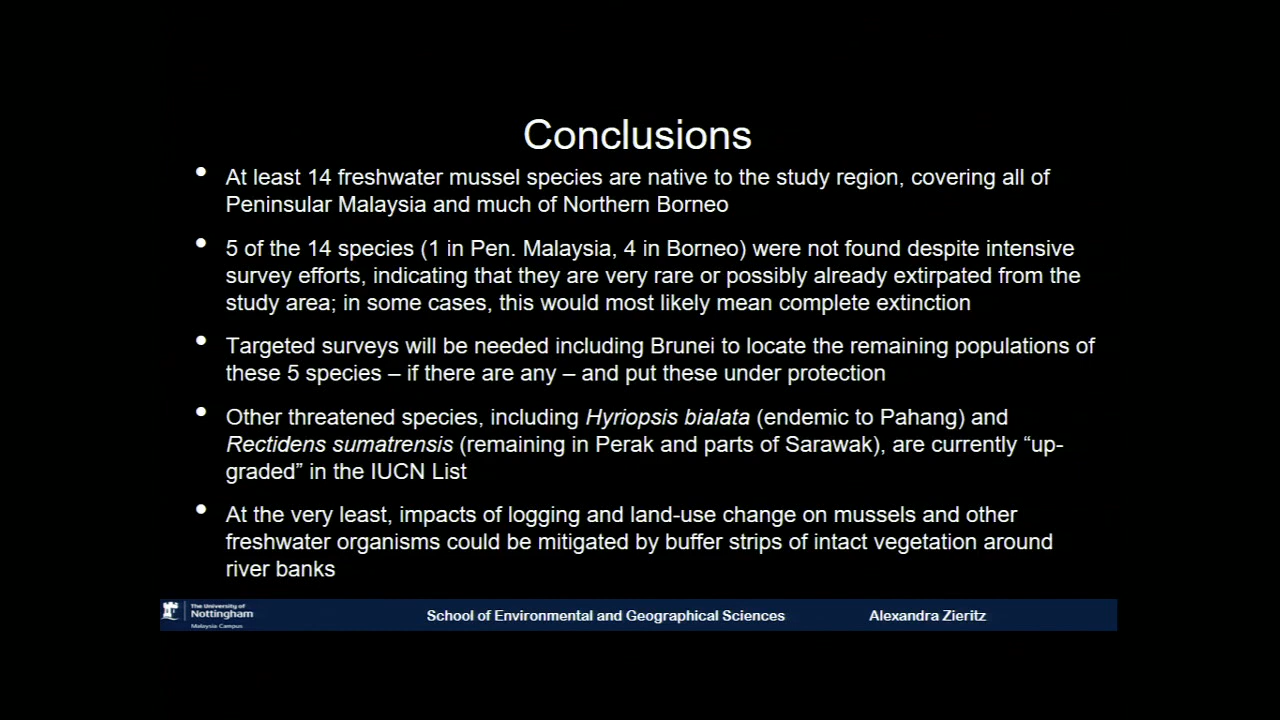 Conclusions
• At least 14 freshwater mussel species are native to the study region, covering all of
Peninsular Malaysia and much of Northern Borneo
• 5 of the 14 species (1 in Pen. Malaysia, 4 in Borneo) were not found despite intensive
survey efforts, indicating that they are very rare or possibly already extirpated from the
study area; in some cases, this would most likely mean complete extinction
• Targeted surveys will be needed including Brunei to locate the remaining populations of
these 5 species – if there are any – and put these under protection
• Other threatened species, including Hyriopsis bialata (endemic to Pahang) and
Rectidens sumatrensis (remaining in Perak and parts of Sarawak), are currently “up-
graded” in the IUCN List
• At the very least, impacts of logging and land-use change on mussels and other
freshwater organisms could be mitigated by buffer strips of intact vegetation around
river banks
The University of
Nottingham
Malaysia Campus
School of Environmental and Geographical Sciences
Alexandra Zieritz